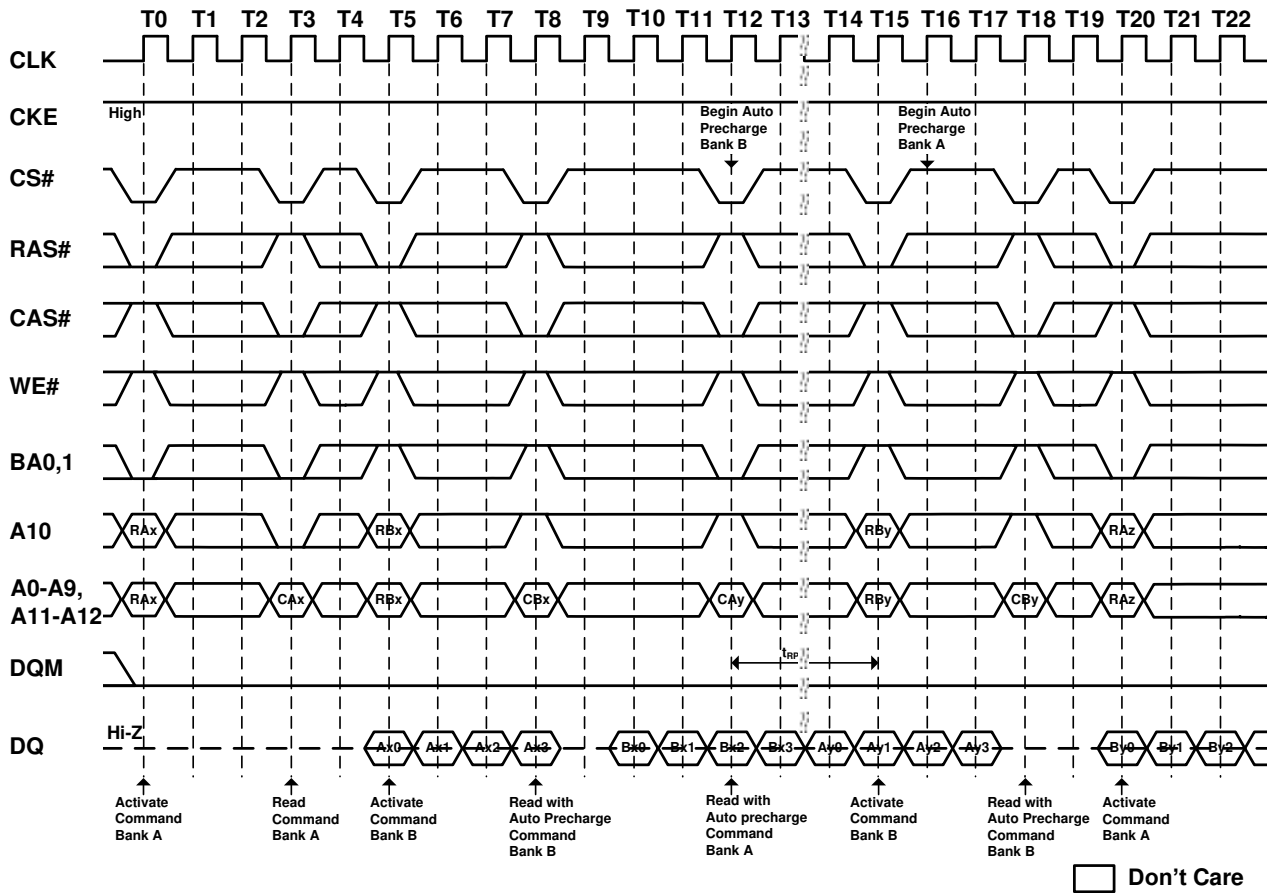 T0 T1 T2 T3 T4 T5 T6 T7 T8 T9 T10 T11 T12 T13 T14 T15 T16 T17 T18 T19 T20 T21 T22
CLK
CKE
High
Begin Auto
Precharge
Bank B
Begin Auto
Precharge
Bank A
CS#
RAS#
CAS#
WE#
BA0,1
A10
RAx RBx RBy RAz
A0-A9,
A11-A12
RAx CAx RBx CBx CAy RBy CBy RAz
DQM
tRP
DQ
Hi-Z
Ax0 Ax1 Ax2 Ax3 Bx0 Bx1 Bx2 Bx3 Ay0 Ay1 Ay2 Ay3 By0 By1 By2
Activate
Command
Bank A
Read
Command
Bank A
Activate
Command
Bank B
Read with
Auto Precharge
Command
Bank B
Read with
Auto precharge
Command
Bank A
Activate
Command
Bank B
Read with
Auto Precharge
Command
Bank B
Activate
Command
Bank A
Don't Care